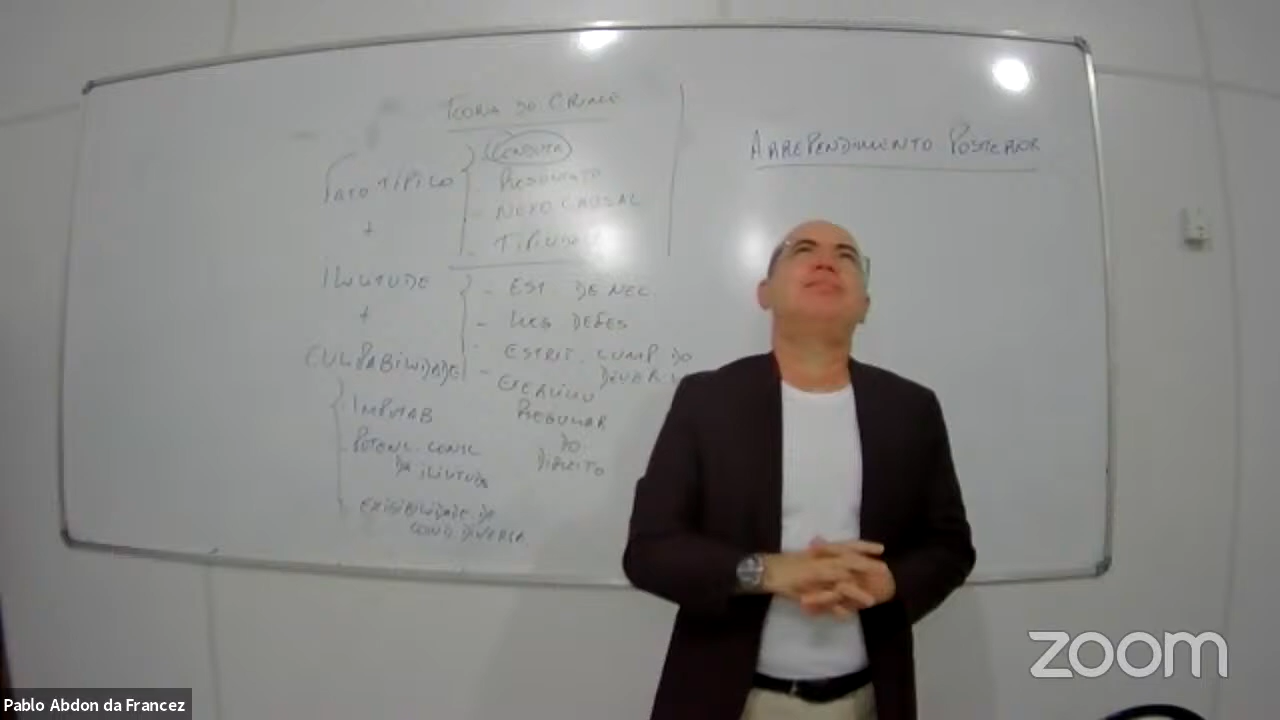 TEORIA DO CRIME
FATO TÍPICO
CONDUTA
RESULTADO
- NEXO CAUSAL
+
ILICITUDE
- EST. DE NEC.
- LEG DEFES
+
- ESTRIT. CUMP DO
DEVER
CULPABILIDADE
- EXERCÍCIO
REGULAR
DO
DIREITO
IMPUTAB
POTENC. CONSC
DA ILICITUDE
EXIGIBILIDADE DE
COND. DIVERSA
ARREPENDIMENTO POSTERIOR
zoom
Pablo Abdon da Francez